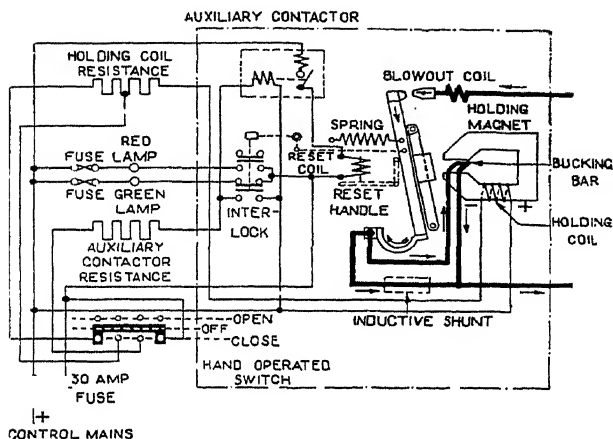 AUXILIARY CONTACTOR
HOLDING COIL
RESISTANCE
BLOWOUT COIL
HOLDING
MAGNET
SPRING
RED
FUSE LAMP
RESET
COIL
BUCKING
BAR
FUSE GREEN
LAMP
RESET
HANDLE
INTER-
LOCK
+
HOLDING
COIL
AUXILIARY
CONTACTOR
RESISTANCE
INDUCTIVE SHUNT
OPEN
OFF
CLOSE
HAND OPERATED
SWITCH
30 AMP
FUSE
+
CONTROL MAINS